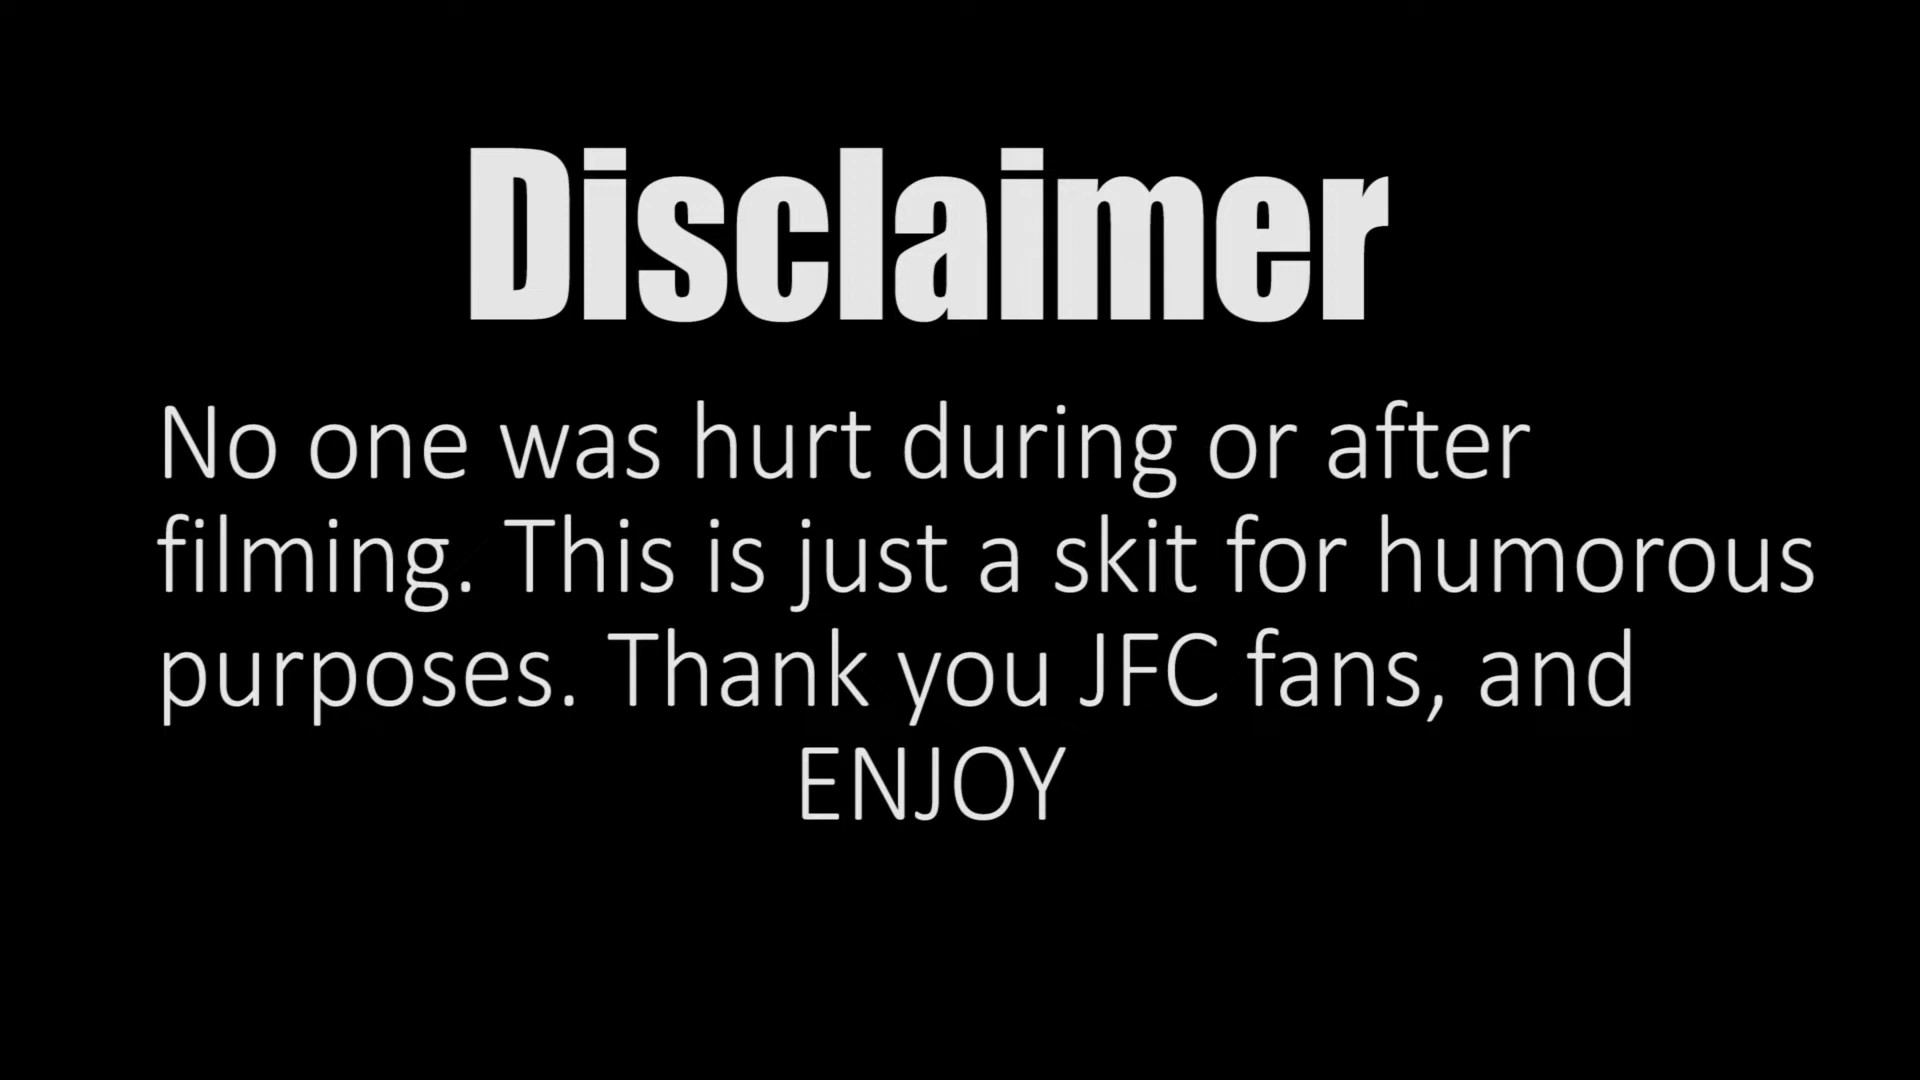 Disclaimer
No one was hurt during or after
filming. This is just a skit for humorous
purposes. Thank you JFC fans, and
ENJOY